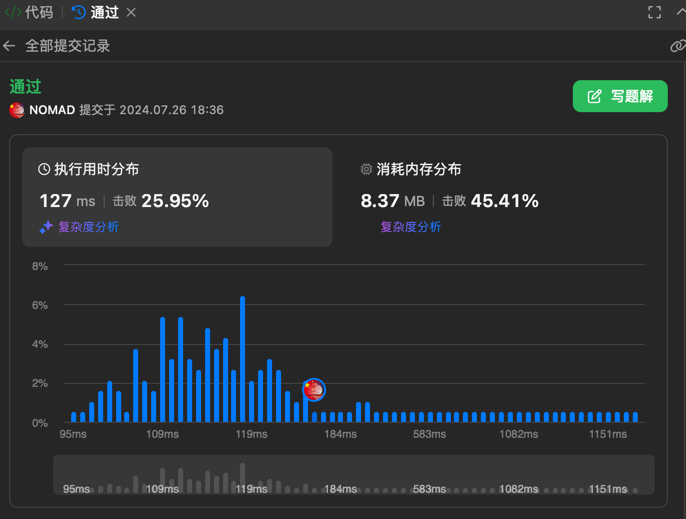 </> 代码 通过
全部提交记录
通过
NOMAD 提交于 2024.07.26 18:36
写题解
执行用时分布
127 ms 击败 25.95%
复杂度分析
消耗内存分布
8.37 MB 击败 45.41%
复杂度分析
8%
6%
4%
2%
0%
95ms 109ms 119ms 184ms 583ms 1082ms 1151ms
95ms 109ms 119ms 184ms 583ms 1082ms 1151ms